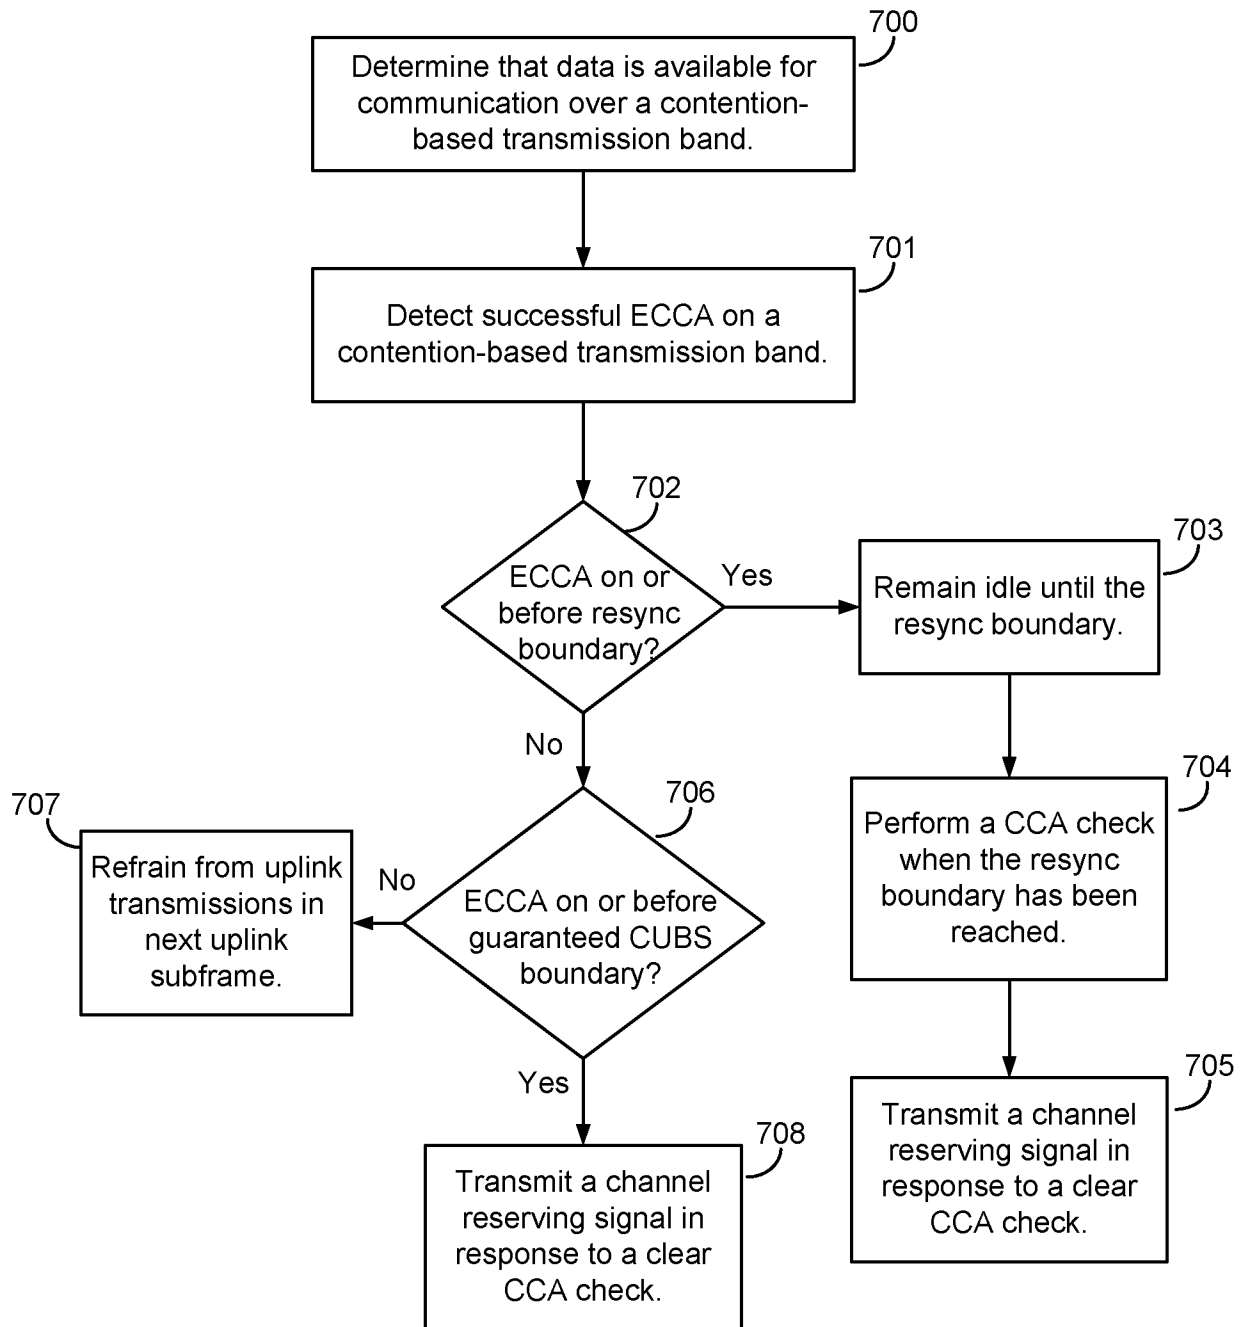 700
Determine that data is available for
communication over a contention-
based transmission band.
701
Detect successful ECCA on a
contention-based transmission band.
702
ECCA on or
before resync
boundary?
Yes
703
Remain idle until the
resync boundary.
No
704
Perform a CCA check
when the resync
boundary has been
reached.
706
ECCA on or before
guaranteed CUBS
boundary?
No
707
Refrain from uplink
transmissions in
next uplink
subframe.
Yes
705
Transmit a channel
reserving signal in
response to a clear
CCA check.
708
Transmit a channel
reserving signal in
response to a clear
CCA check.